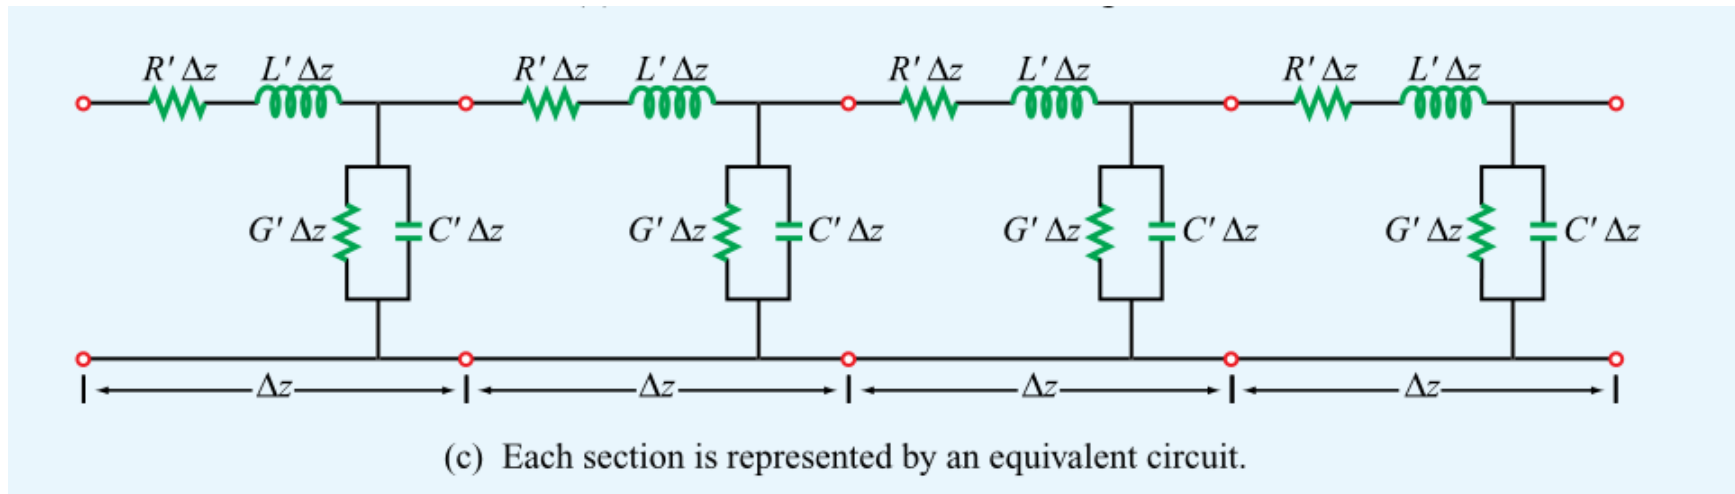 R′ Δz L′ Δz R′ Δz L′ Δz R′ Δz L′ Δz R′ Δz L′ Δz
G′ Δz C′ Δz G′ Δz C′ Δz G′ Δz C′ Δz G′ Δz C′ Δz
Δz Δz Δz Δz
(c) Each section is represented by an equivalent circuit.